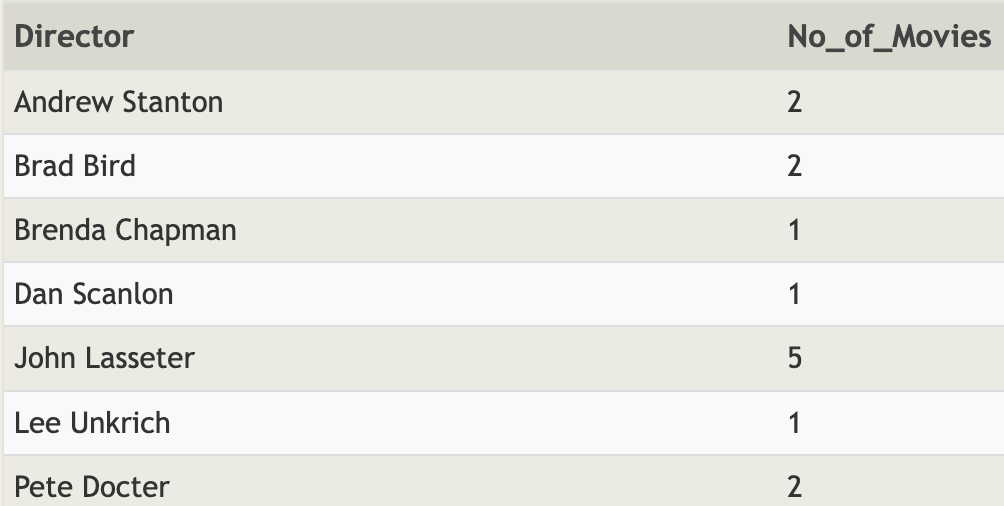 Director No_of_Movies
Andrew Stanton 2
Brad Bird 2
Brenda Chapman 1
Dan Scanlon 1
John Lasseter 5
Lee Unkrich 1
Pete Docter 2